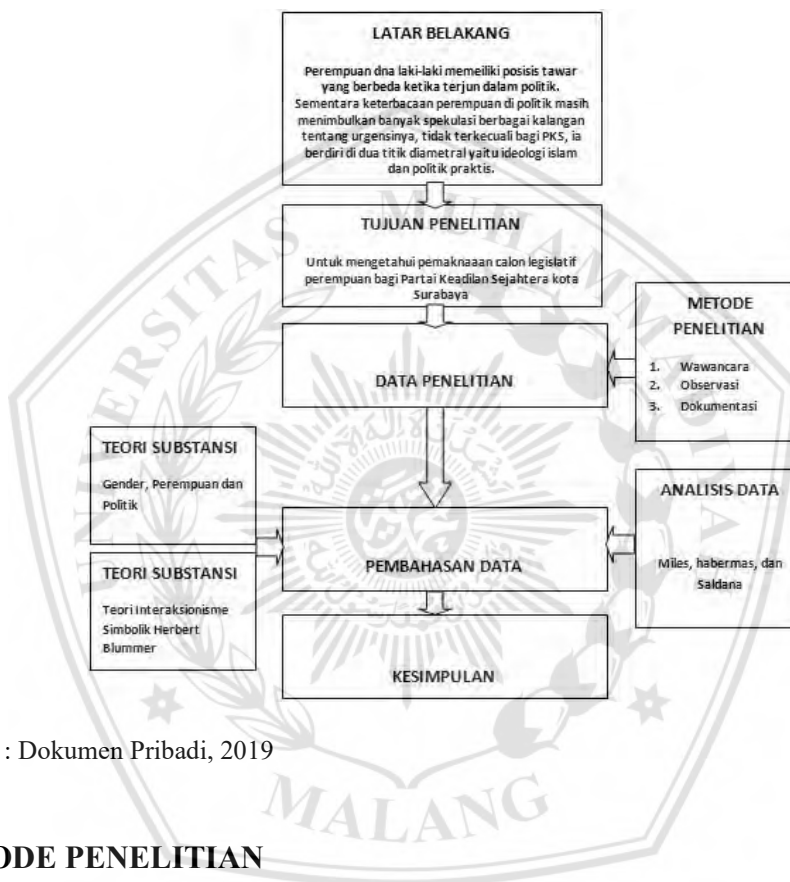 LATAR BELAKANG
Perempuan dna laki-laki memeiliki posisis tawar
yang berbeda ketika terjun dalam politik.
Sementara keterbacaan perempuan di politik masih
menimbulkan banyak spekulasi berbagai kalangan
tentang urgensinya, tidak terkecuali bagi PKS, ia
berdiri di dua titik diametral yaitu ideologi islam
dan politik praktis.
TUJUAN PENELITIAN
Untuk mengetahui pemaknaaan calon legislatif
perempuan bagi Partai Keadilan Sejahtera kota
Surabaya
METODE
PENELITIAN
1. Wawancara
2. Observasi
3. Dokumentasi
DATA PENELITIAN
TEORI SUBSTANSI
Gender, Perempuan dan
Politik
ANALISIS DATA
Miles, habermas, dan
Saldana
PEMBAHASAN DATA
TEORI SUBSTANSI
Teori Interaksionisme
Simbolik Herbert
Blummer
KESIMPULAN
: Dokumen Pribadi, 2019
ODE PENELITIAN
UNIVERSITAS MUHAMMADIYAH
MALANG